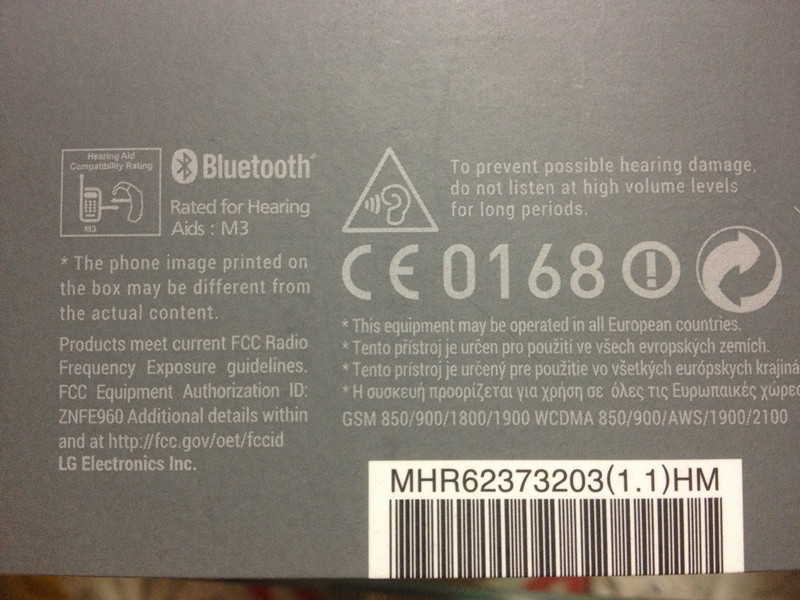 Hearing Aid
Compatibility Rating
M3
Bluetooth®
Rated for Hearing
Aids : M3
* The phone image printed on
the box may be different from
the actual content.
Products meet current FCC Radio
Frequency Exposure guidelines.
FCC Equipment Authorization ID:
ZNFE960 Additional details within
and at http://fcc.gov/oet/fccid
LG Electronics Inc.
To prevent possible hearing damage,
do not listen at high volume levels
for long periods.
CE 0168
* This equipment may be operated in all European countries.
* Tento přístroj je určen pro použití ve všech evropských zemích.
* Tento prístroj je určený pre použitie vo všetkých európskych krajiná
* Η συσκευή προορίζεται για χρήση σε όλες τις Ευρωπαικές χώρες
GSM 850/900/1800/1900 WCDMA 850/900/AWS/1900/2100
MHR62373203(1.1)HM